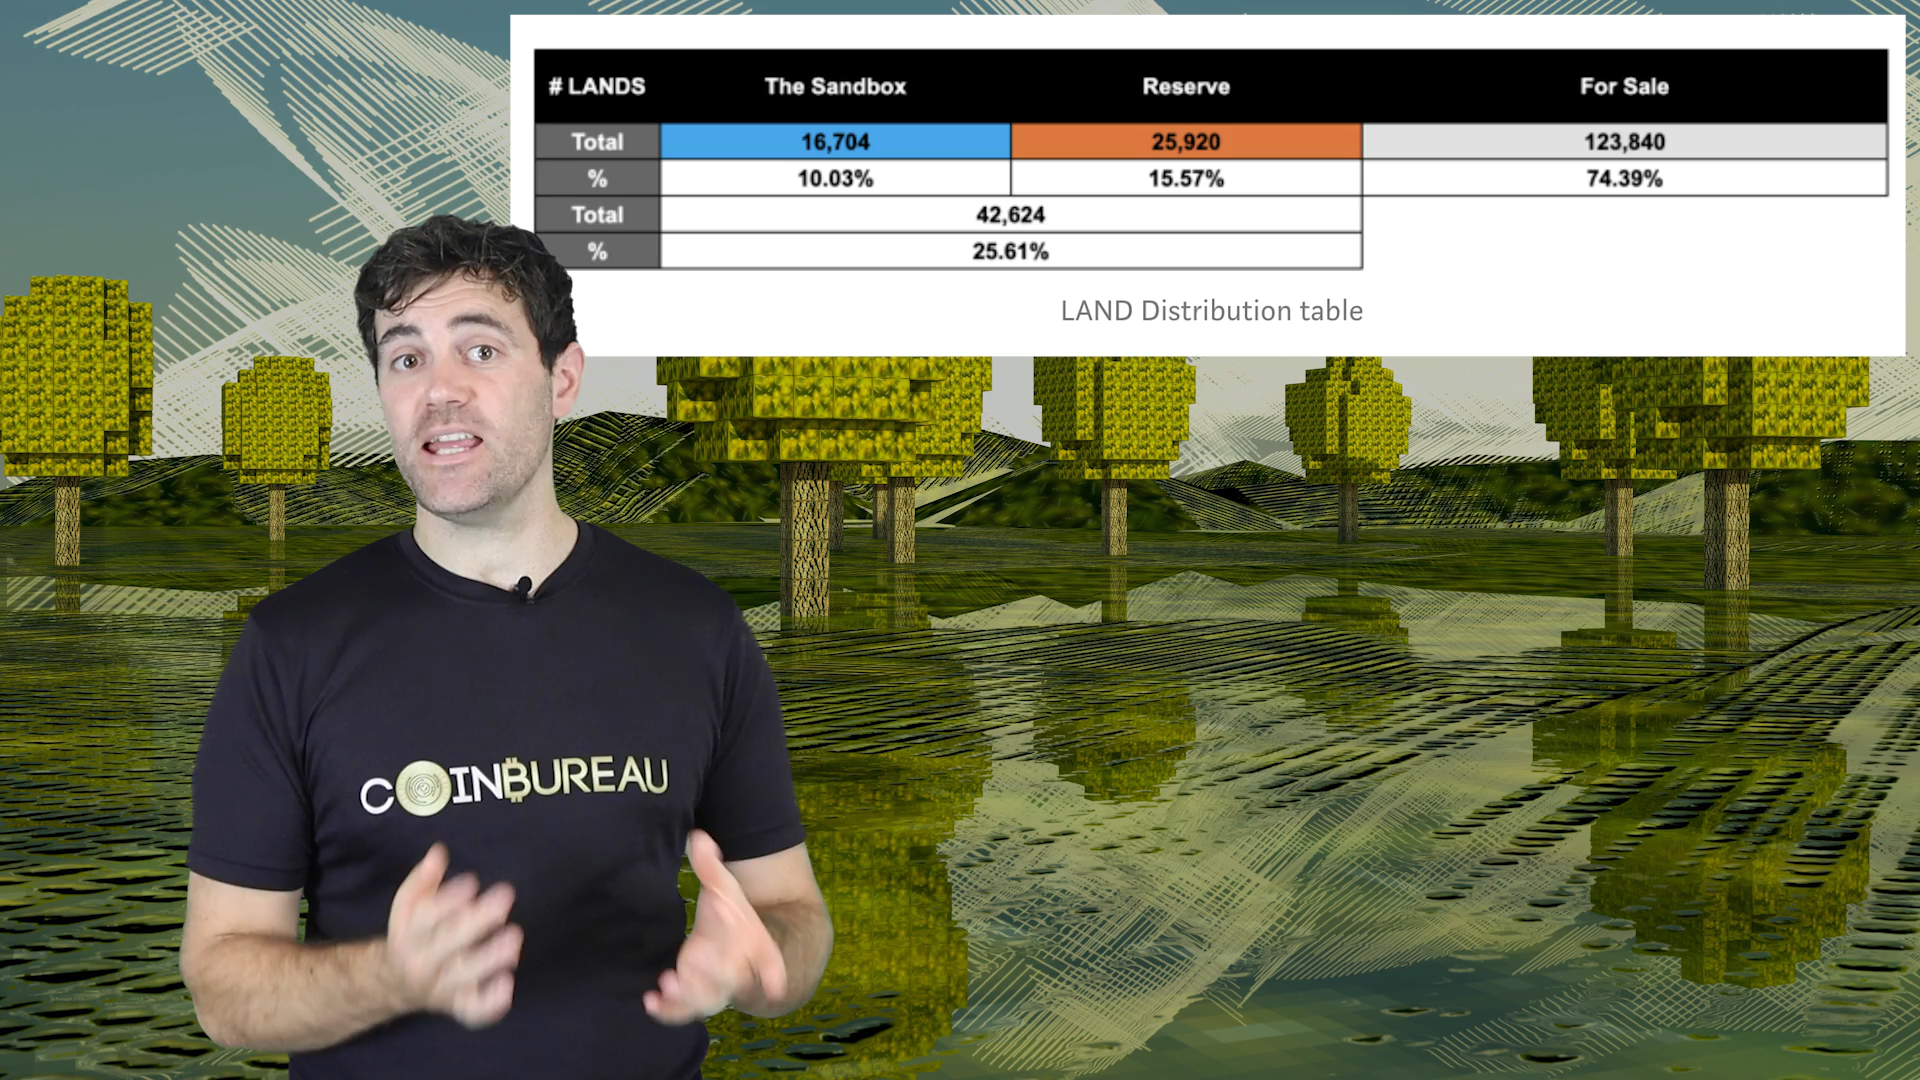 # LANDS The Sandbox Reserve For Sale
Total 16,704 25,920 123,840
% 10.03% 15.57% 74.39%
Total 42,624
% 25.61%
LAND Distribution table
COINBUREAU